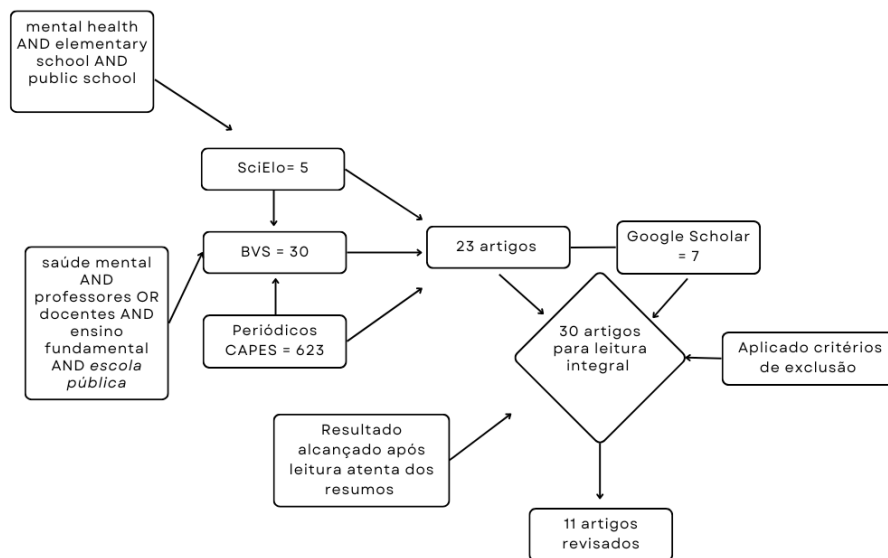 mental health
AND elementary
school AND
public school
SciElo= 5
BVS = 30
23 artigos
Google Scholar
= 7
saúde mental
AND
professores OR
docentes AND
ensino
fundamental
AND escola
pública
Periódicos
CAPES = 623
30 artigos
para leitura
integral
Aplicado critérios
de exclusão
Resultado
alcançado após
leitura atenta dos
resumos
11 artigos
revisados